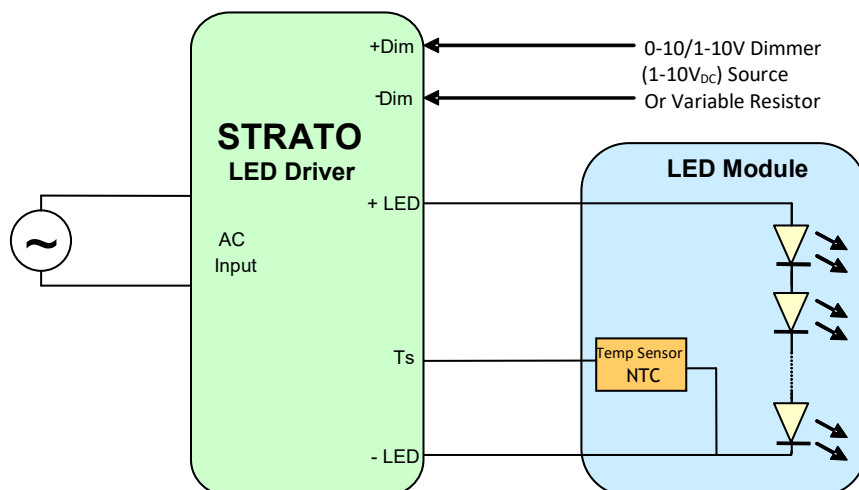 +Dim
0-10/1-10V Dimmer
(1-10VDC) Source
-Dim
Or Variable Resistor
STRATO
LED Driver
LED Module
+ LED
~
AC
Input
Ts
Temp Sensor
NTC
- LED